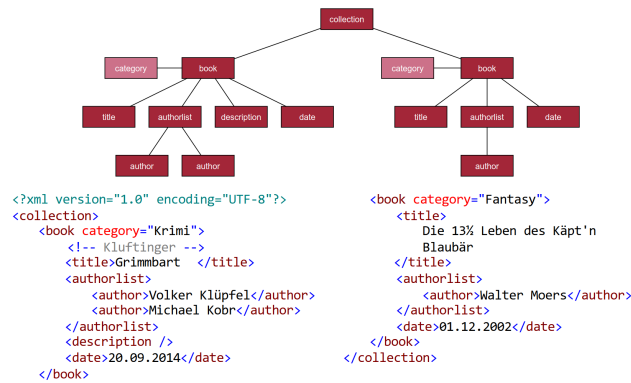 collection
category
book
category
book
title
authorlist
description
date
title
authorlist
date
author
author
author
<?xml version="1.0" encoding="UTF-8"?>
<collection>
<book category="Krimi">
<!-- Kluftinger -->
<title>Grimmbart  </title>
<authorlist>
<author>Volker Klüpfel</author>
<author>Michael Kobr</author>
</authorlist>
<description />
<date>20.09.2014</date>
</book>
<book category="Fantasy">
<title>
Die 13½ Leben des Käpt'n
Blaubär
</title>
<authorlist>
<author>Walter Moers</author>
</authorlist>
<date>01.12.2002</date>
</book>
</collection>